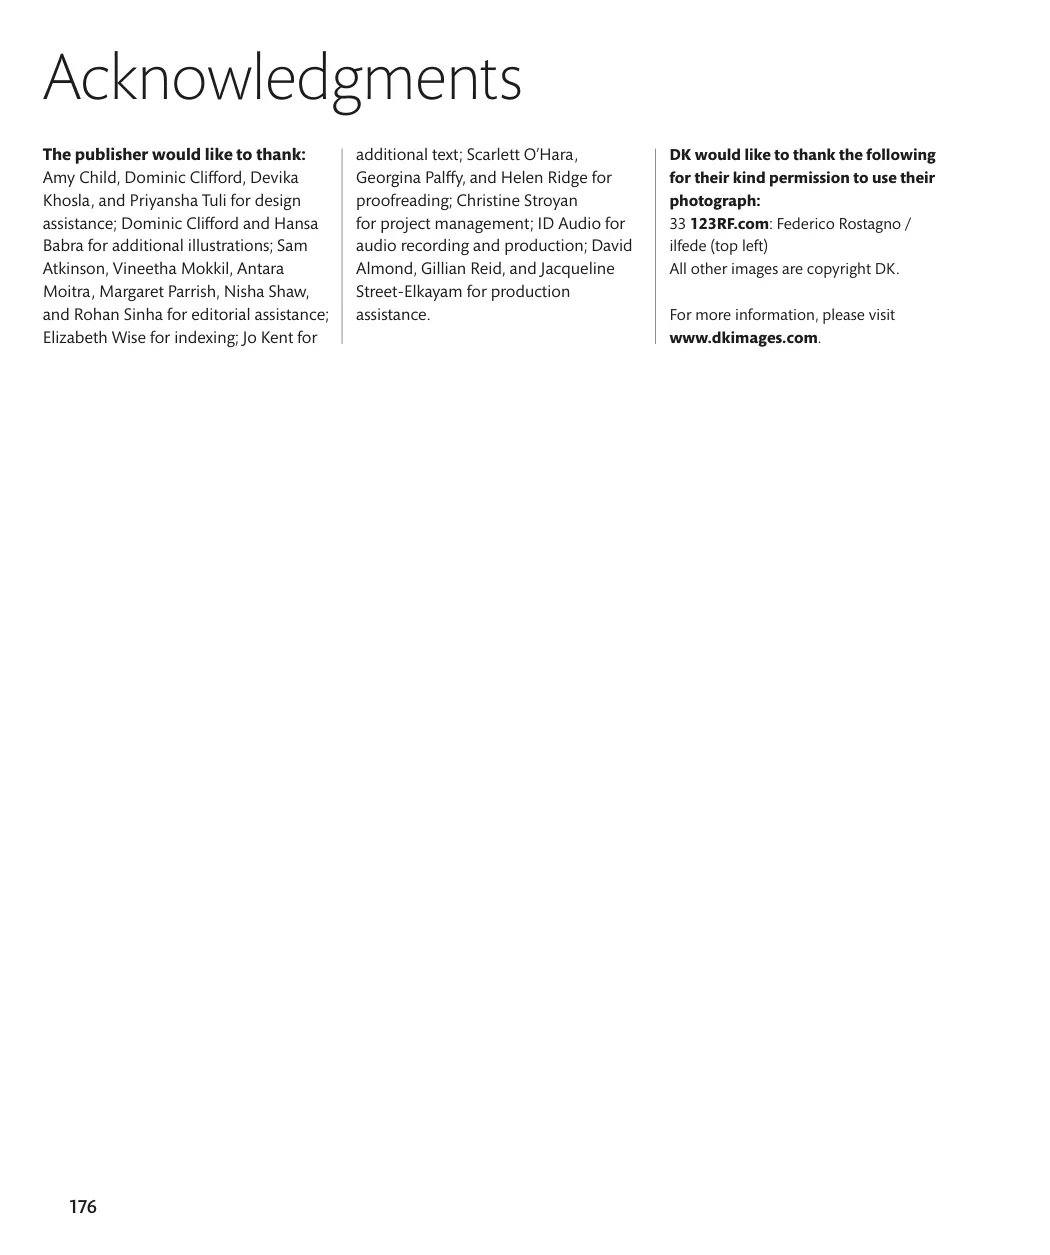 Acknowledgments
The publisher would like to thank:
Amy Child, Dominic Clifford, Devika
Khosla, and Priyansha Tuli for design
assistance; Dominic Clifford and Hansa
Babra for additional illustrations; Sam
Atkinson, Vineetha Mokkil, Antara
Moitra, Margaret Parrish, Nisha Shaw,
and Rohan Sinha for editorial assistance;
Elizabeth Wise for indexing; Jo Kent for
additional text; Scarlett O’Hara,
Georgina Palffy, and Helen Ridge for
proofreading; Christine Stroyan
for project management; ID Audio for
audio recording and production; David
Almond, Gillian Reid, and Jacqueline
Street-Elkayam for production
assistance.
DK would like to thank the following
for their kind permission to use their
photograph:
33 123RF.com: Federico Rostagno /
ilfede (top left)
All other images are copyright DK.
For more information, please visit
www.dkimages.com.
176